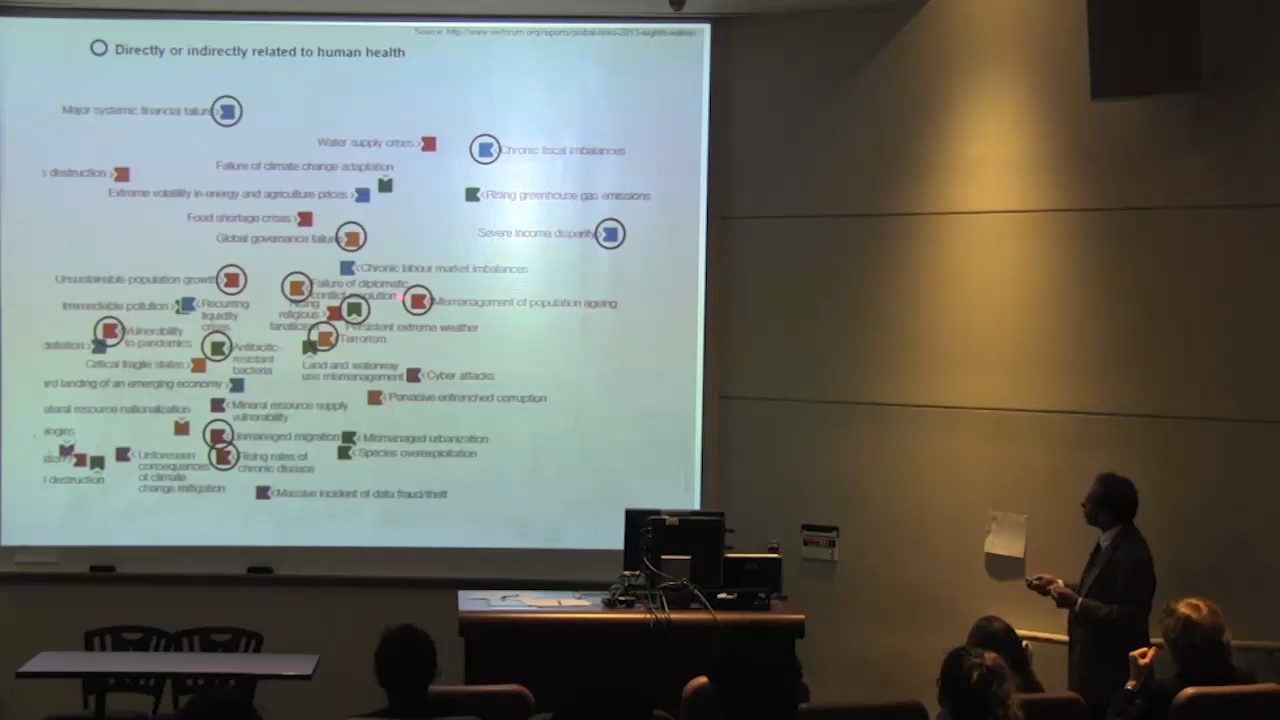 Source: http://www.weforum.org/reports/global-risks-2013-eighth-edition
Directly or indirectly related to human health
Major systemic financial failure
Water supply crises
Chronic fiscal imbalances
Failure of climate change adaptation
s destruction
Extreme volatility in energy and agriculture prices
Rising greenhouse gas emissions
Food shortage crises
Global governance failure
Severe income disparity
Chronic labour market imbalances
Unsustainable population growth
Failure of diplomatic
conflict resolution
Mismanagement of population ageing
Irremediable pollution
Recurring
liquidity
crises
Rising
religious
fanaticism
Persistent extreme weather
Vulnerability
to pandemics
Terrorism
deflation
Antibiotic-
resistant
bacteria
Critical fragile states
Land and waterway
use mismanagement
Cyber attacks
ard landing of an emerging economy
Pervasive entrenched corruption
ateral resource nationalization
Mineral resource supply
vulnerability
ologies
Unmanaged migration
Mismanaged urbanization
Unforeseen
consequences
of climate
change mitigation
Rising rates of
chronic disease
Species overexploitation
l destruction
Massive incident of data fraud/theft